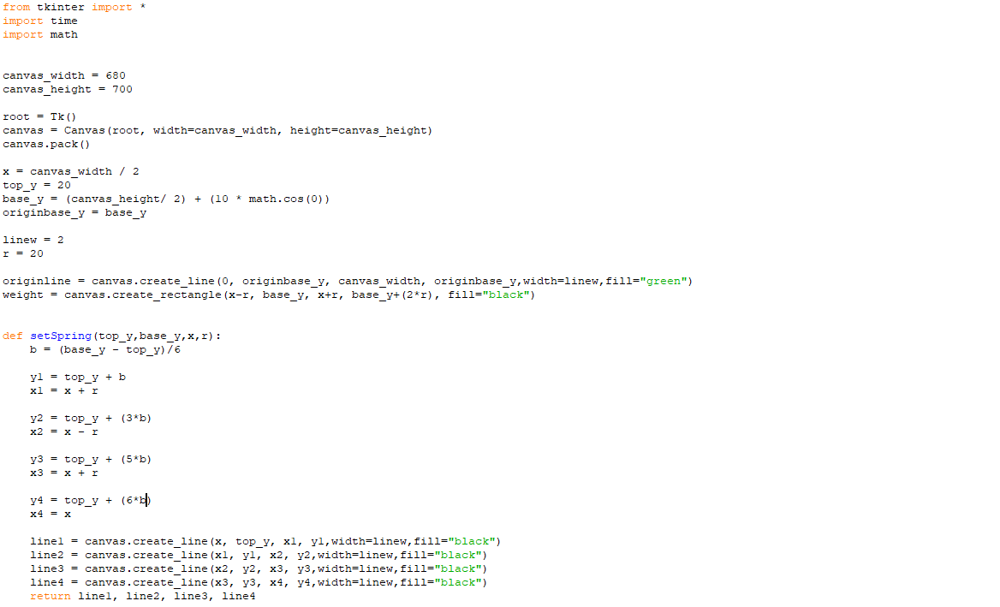 from tkinter import *
import time
import math
canvas_width = 680
canvas_height = 700
root = Tk()
canvas = Canvas(root, width=canvas_width, height=canvas_height)
canvas.pack()
x = canvas_width / 2
top_y = 20
base_y = (canvas_height/ 2) + (10 * math.cos(0))
originbase_y = base_y
linew = 2
r = 20
originline = canvas.create_line(0, originbase_y, canvas_width, originbase_y,width=linew,fill="green")
weight = canvas.create_rectangle(x-r, base_y, x+r, base_y+(2*r), fill="black")
def setSpring(top_y,base_y,x,r):
    b = (base_y - top_y)/6
    y1 = top_y + b
    x1 = x + r
    y2 = top_y + (3*b)
    x2 = x - r
    y3 = top_y + (5*b)
    x3 = x + r
    y4 = top_y + (6*b)
    x4 = x
    line1 = canvas.create_line(x, top_y, x1, y1,width=linew,fill="black")
    line2 = canvas.create_line(x1, y1, x2, y2,width=linew,fill="black")
    line3 = canvas.create_line(x2, y2, x3, y3,width=linew,fill="black")
    line4 = canvas.create_line(x3, y3, x4, y4,width=linew,fill="black")
    return line1, line2, line3, line4